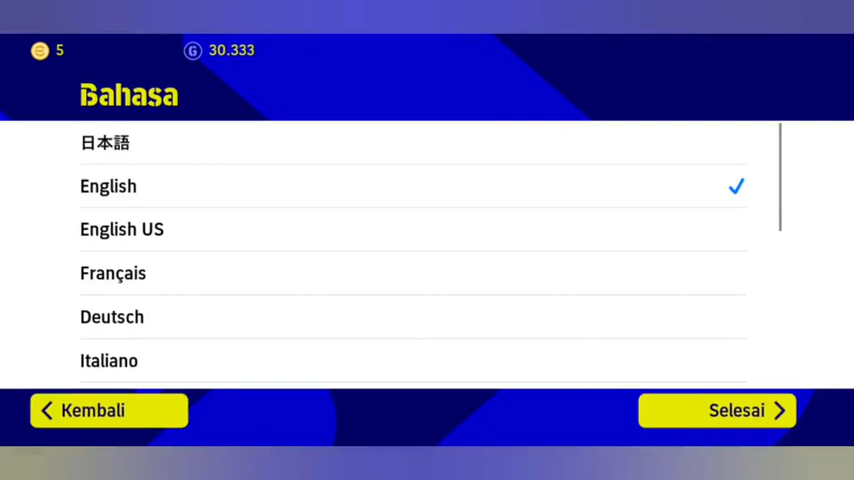 5
G 30.333
Bahasa
日本語
English
English US
Français
Deutsch
Italiano
Kembali
Selesai